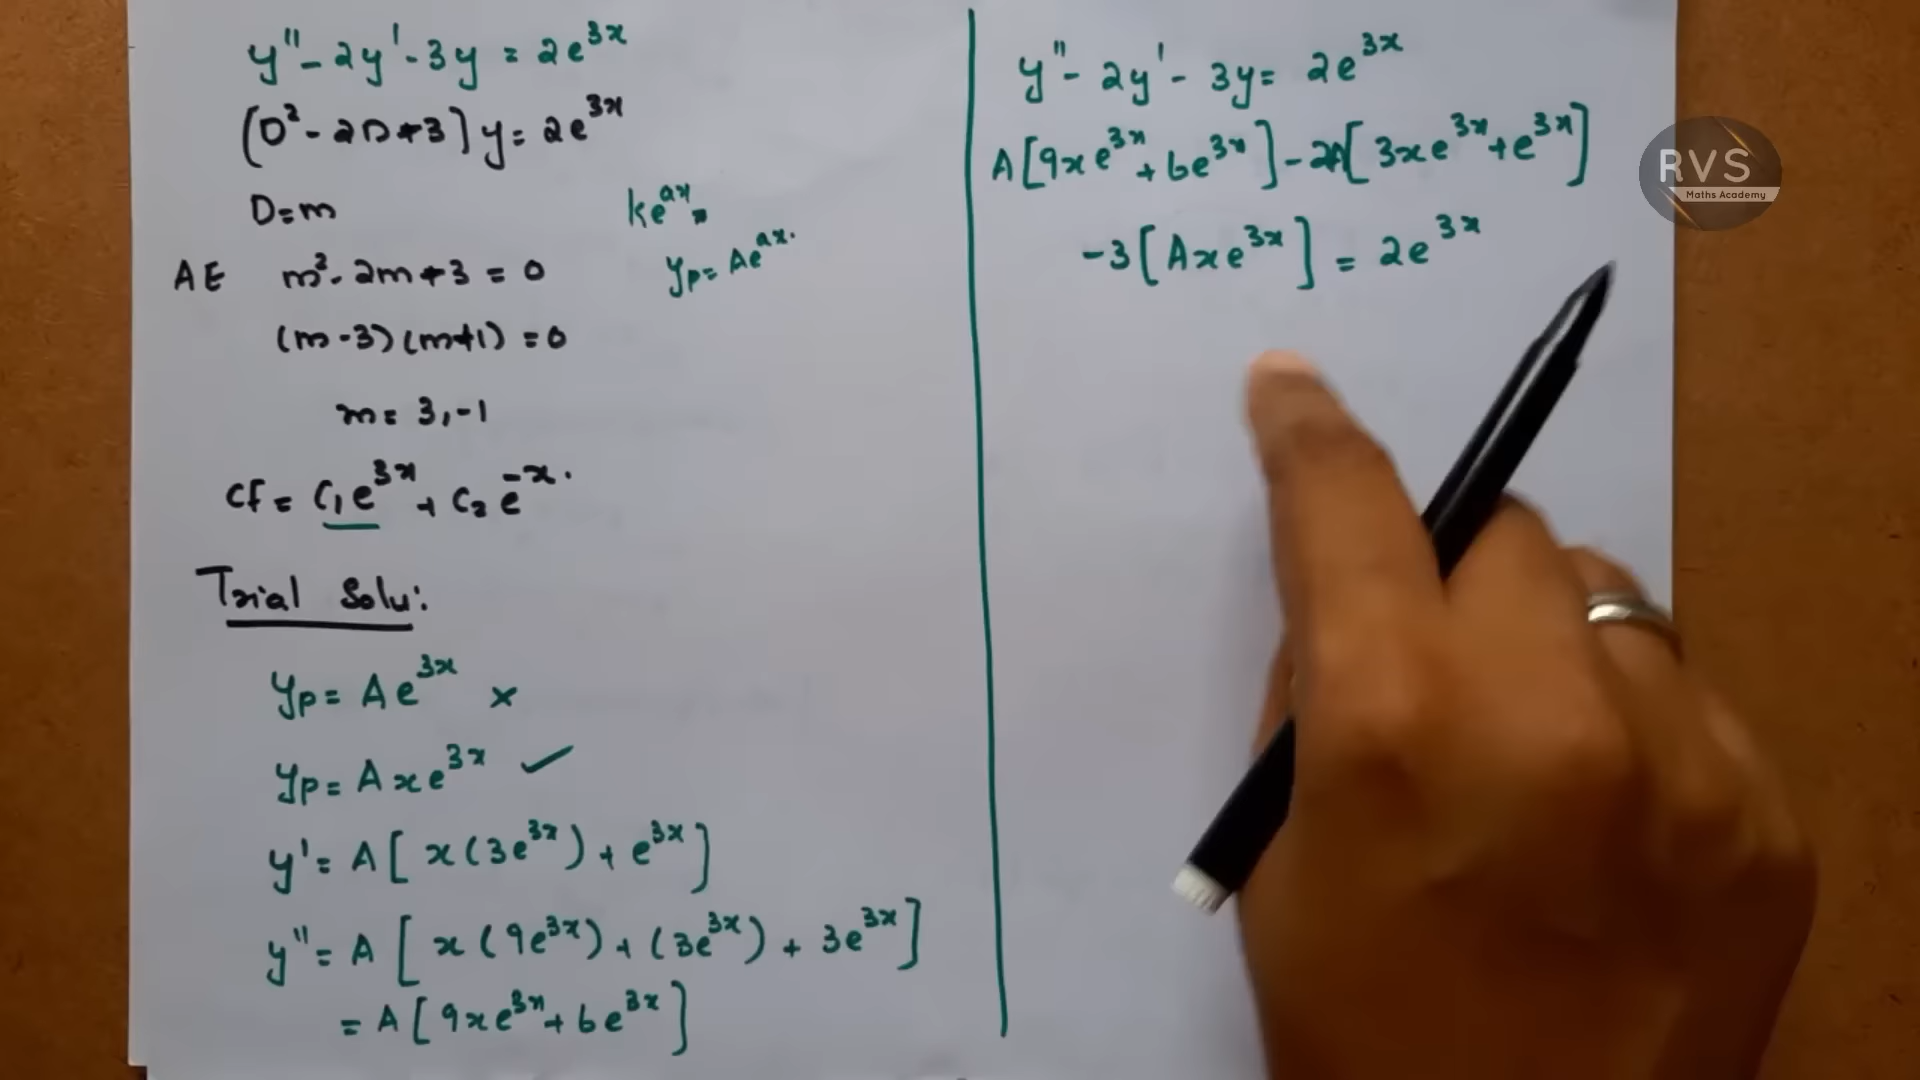 y'' - 2y' - 3y = 2e^{3x}
(D² - 2D + 3) y = 2e^{3x}
D = m
ke^{ax} =
y_p = Ae^{ax}.
AE m² - 2m + 3 = 0
(m - 3) (m + 1) = 0
m = 3, -1
CF = C₁e^{3x} + C₂ e^{-x}.
Trial Solu:
y_p = A e^{3x} ×
y_p = A x e^{3x} ✓
y' = A [ x (3e^{3x}) + e^{3x} ]
y'' = A [ x (9e^{3x}) + (3e^{3x}) + 3e^{3x} ]
= A [ 9xe^{3x} + 6e^{3x} ]
y'' - 2y' - 3y = 2e^{3x}
A [ 9xe^{3x} + 6e^{3x} ] - 2A [ 3xe^{3x} + e^{3x} ]
-3 [ Axe^{3x} ] = 2e^{3x}
RVS
Maths Academy